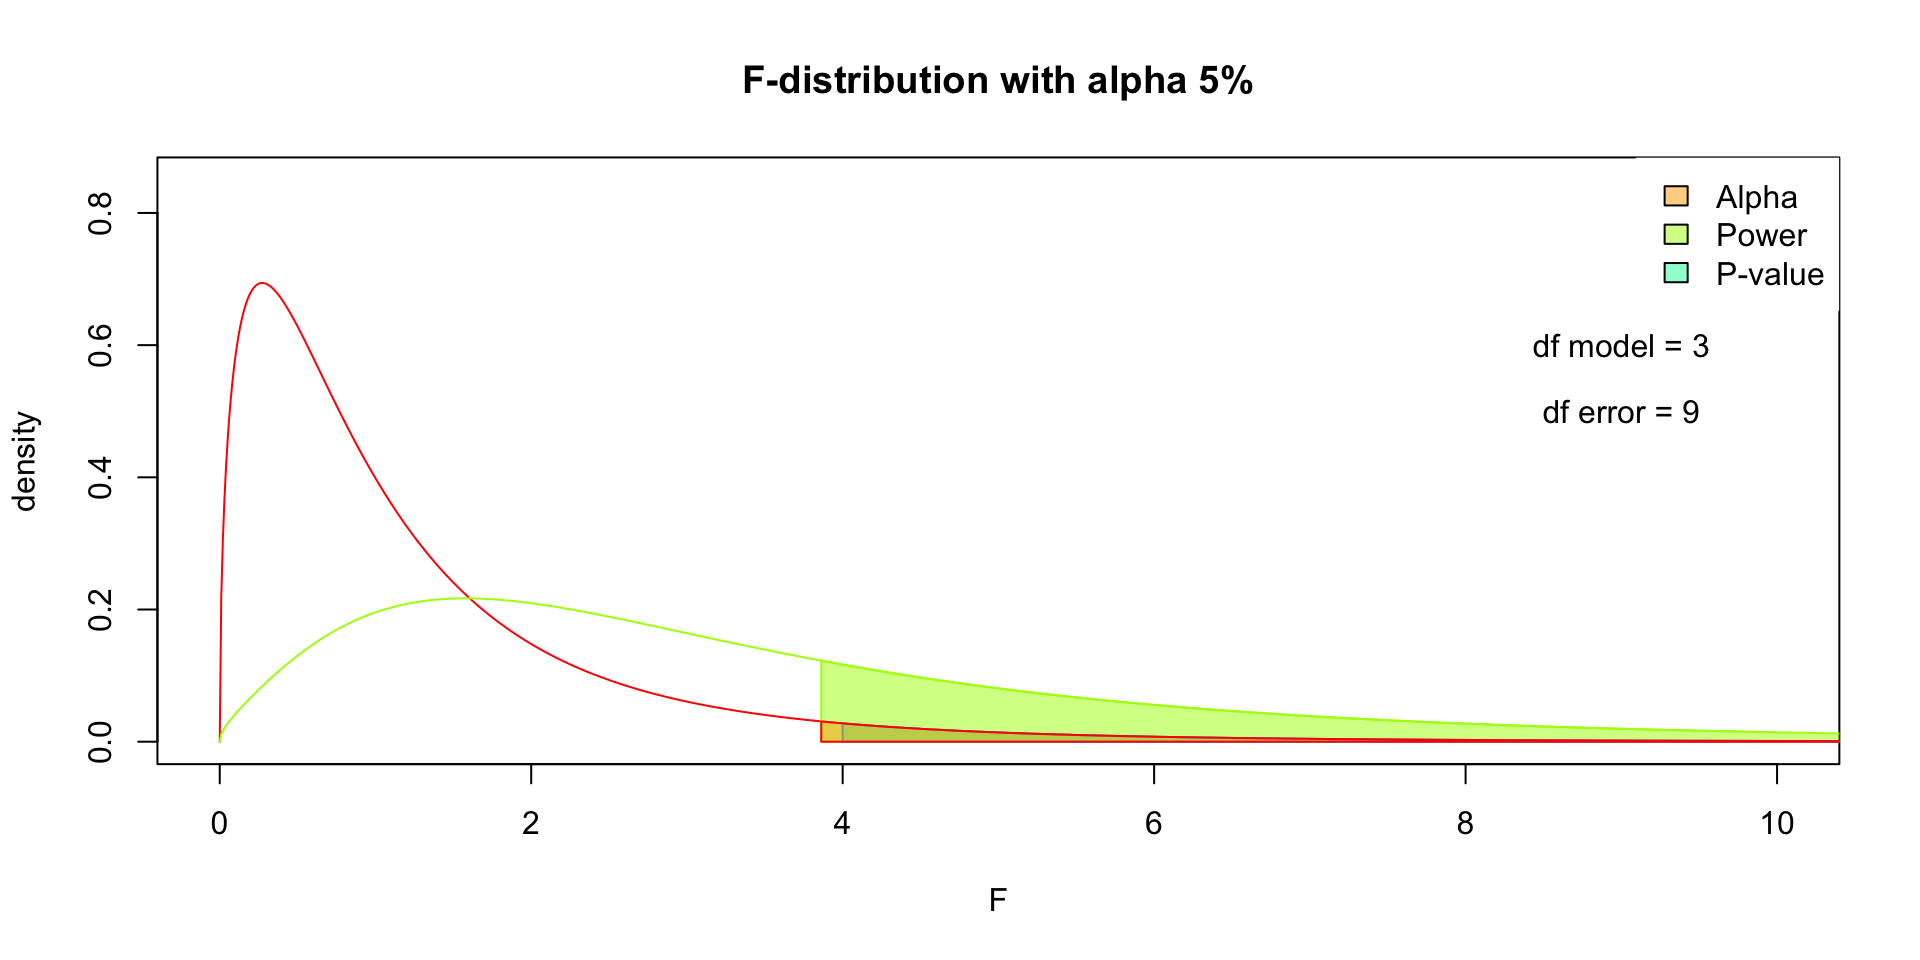 F-distribution with alpha 5%
Alpha
Power
P-value
df model = 3
df error = 9
density
0.8
0.6
0.4
0.2
0.0
0 2 4 6 8 10
F